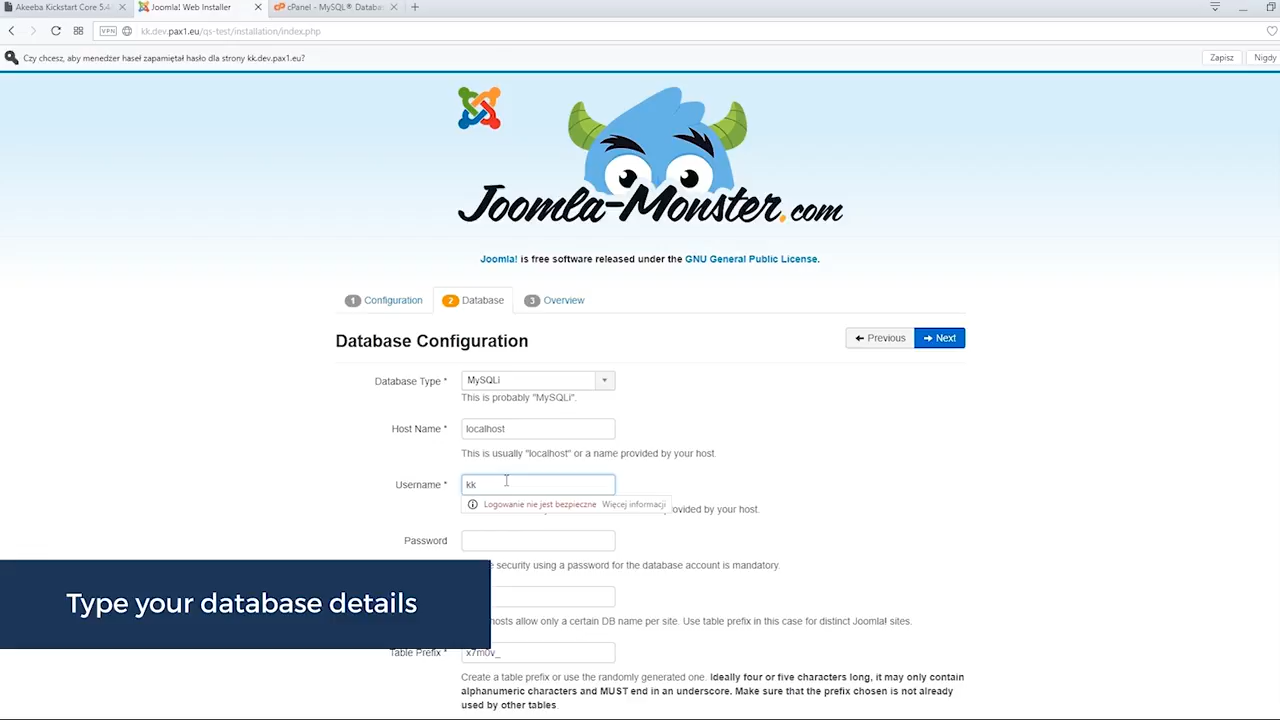 Akeeba Kickstart Core 5.4.
Joomla! Web Installer
cPanel - MySQL® Databa
VPN
kk.dev.pax1.eu/qs-test/installation/index.php
Czy chcesz, aby menedżer haseł zapamiętał hasło dla strony kk.dev.pax1.eu?
Zapisz
Nigdy
Joomla-Monster.com
Joomla! is free software released under the GNU General Public License.
1 Configuration
2 Database
3 Overview
Database Configuration
Previous
Next
Database Type *
MySQLi
This is probably "MySQLi".
Host Name *
localhost
This is usually "localhost" or a name provided by your host.
Username *
kk
Logowanie nie jest bezpieczne Więcej informacji
ovided by your host.
Password
security using a password for the database account is mandatory.
Type your database details
hosts allow only a certain DB name per site. Use table prefix in this case for distinct Joomla! sites.
Table Prefix *
x7m0v_
Create a table prefix or use the randomly generated one. Ideally four or five characters long, it may only contain
alphanumeric characters and MUST end in an underscore. Make sure that the prefix chosen is not already
used by other tables.